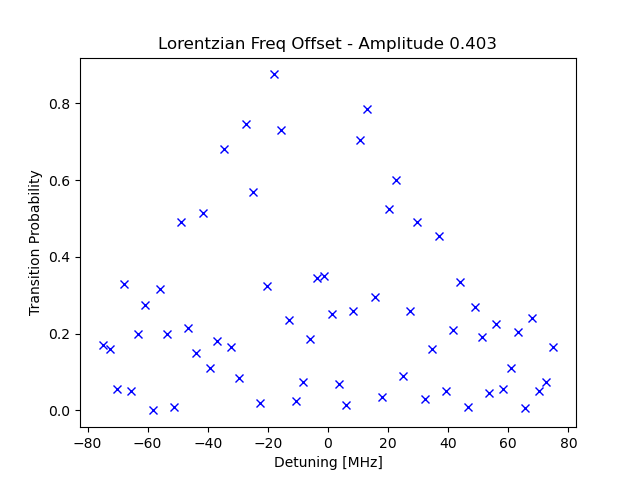 Lorentzian Freq Offset - Amplitude 0.403
Transition Probability
0.8
0.6
0.4
0.2
0.0
−80 −60 −40 −20 0 20 40 60 80
Detuning [MHz]